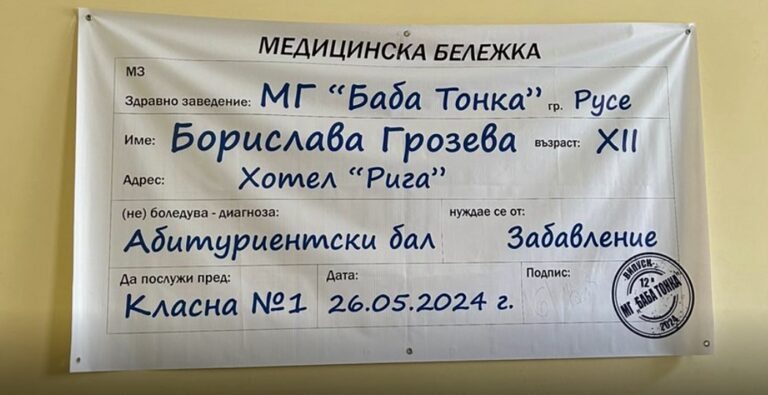 МЕДИЦИНСКА БЕЛЕЖКА
МЗ
Здравно заведение: МГ "Баба Тонка" гр. Русе
Име: Борислава Грозева възраст: XII
Адрес: Хотел "Рига"
(не) боледува - диагноза: нуждае се от:
Абитуриентски бал Забавление
Да послужи пред: Дата: Подпис:
Класна №1 26.05.2024 г.
ВИПУСК
12
МГ "БАБА ТОНКА"
2024